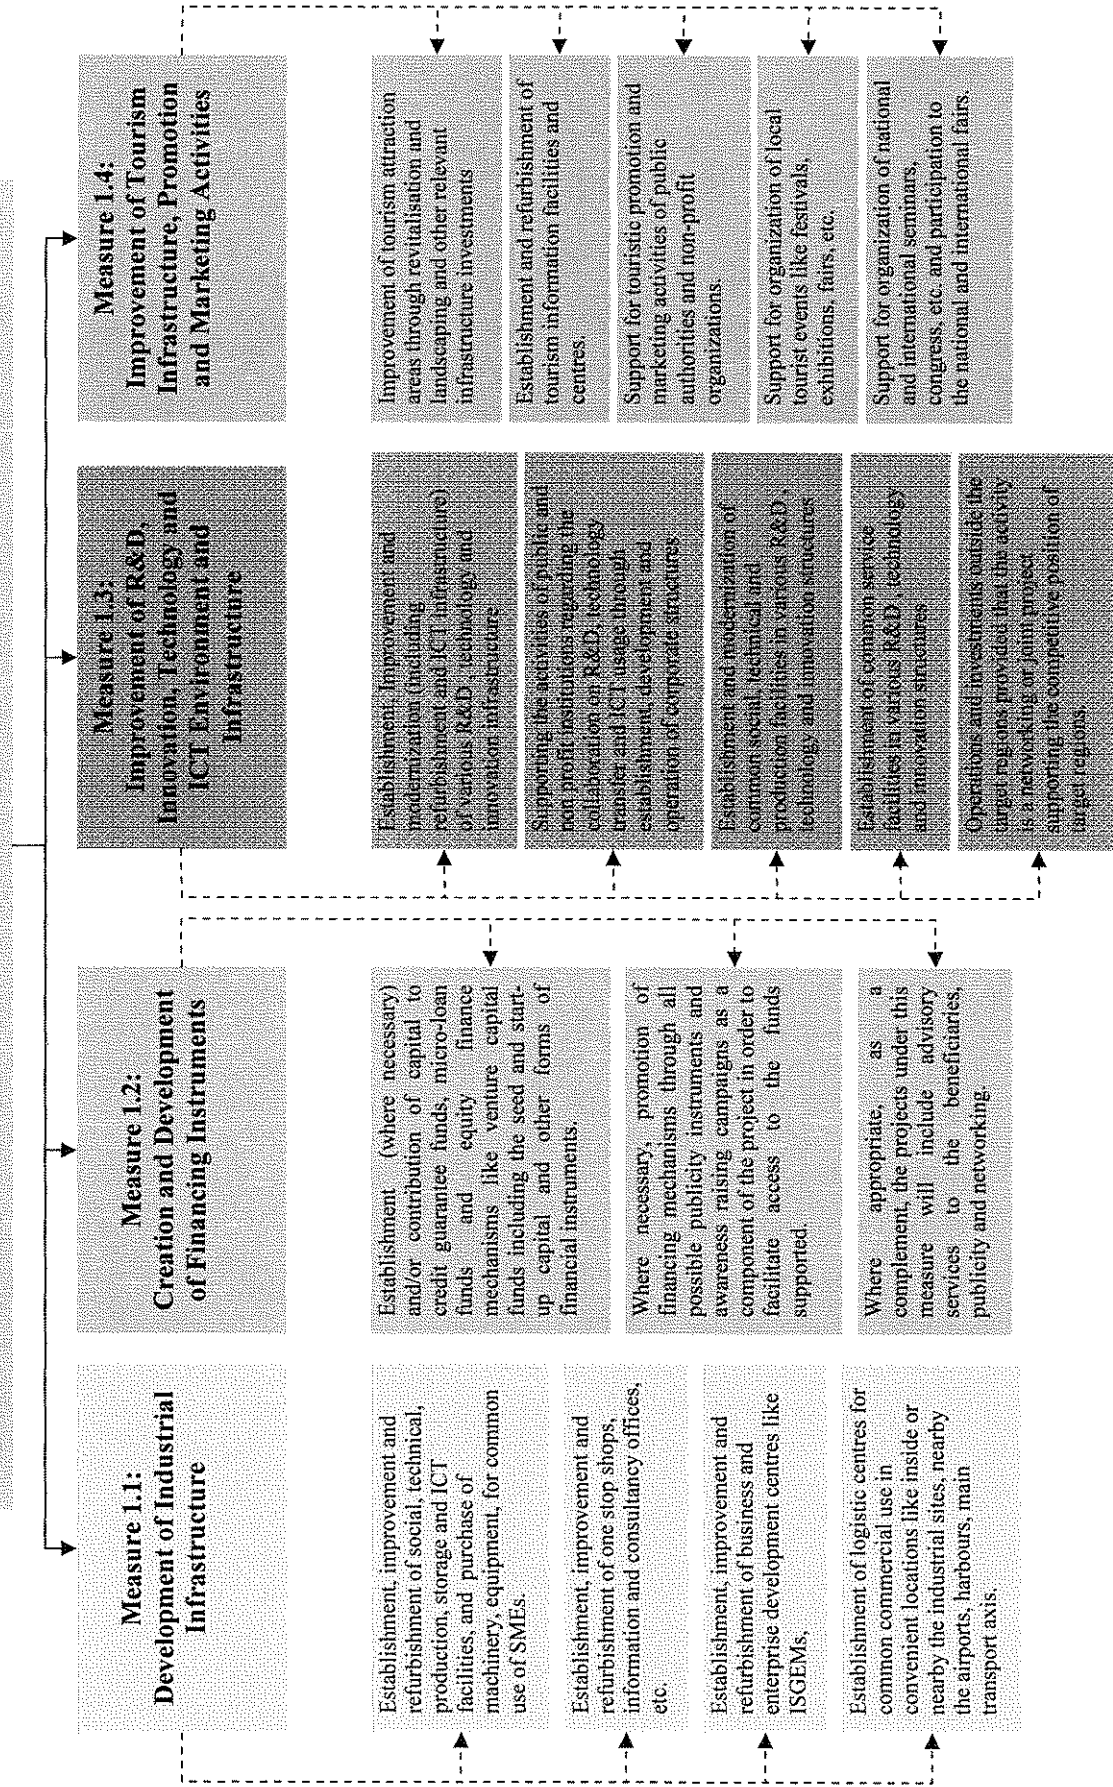 Measure 1.1:
Development of Industrial
Infrastructure
Establishment, improvement and
refurbishment of social, technical,
production, storage and ICT
facilities, and purchase of
machinery, equipment, for common
use of SMEs.
Establishment, improvement and
refurbishment of one stop shops,
information and consultancy offices,
etc.
Establishment, improvement and
refurbishment of business and
enterprise development centres like
ISGEMs,
Establishment of logistic centres for
common commercial use in
convenient locations like inside or
nearby the industrial sites, nearby
the airports, harbours, main
transport axis.
Measure 1.2:
Creation and Development
of Financing Instruments
Establishment (where necessary)
and/or contribution of capital to
credit guarantee funds, micro-loan
funds and equity finance
mechanisms like venture capital
funds including the seed and start-
up capital and other forms of
financial instruments.
Where necessary, promotion of
financing mechanisms through all
possible publicity instruments and
awareness raising campaigns as a
component of the project in order to
facilitate access to the funds
supported.
Where appropriate, as a
complement, the projects under this
measure will include advisory
services to the beneficiaries,
publicity and networking.
Measure 1.3:
Improvement of R&D,
Innovation, Technology and
ICT Environment and
Infrastructure
Establishment, Improvement and
modernization (including
refurbishment and ICT infrastructure)
of various R&D , technology and
innovation infrastructure
Supporting the activities of public and
non profit institutions regarding the
collaboration on R&D, technology
transfer and ICT usage through
establishment, development and
operation of corporate structures
Establishment and modernization of
common social, technical and
production facilities in various R&D ,
technology and innovation structures
Establishment of common service
facilities in various R&D , technology
and innovation structures
Operations and investments outside the
target regions provided that the activity
is a networking or joint project
supporting the competitive position of
target regions.
Measure 1.4:
Improvement of Tourism
Infrastructure, Promotion
and Marketing Activities
Improvement of tourism attraction
areas through revitalisation and
landscaping and other relevant
infrastructure investments
Establishment and refurbishment of
tourism information facilities and
centres.
Support for touristic promotion and
marketing activities of public
authorities and non-profit
organizations.
Support for organization of local
tourist events like festivals,
exhibitions, fairs, etc.
Support for organization of national
and international seminars,
congress, etc. and participation to
the national and international fairs.